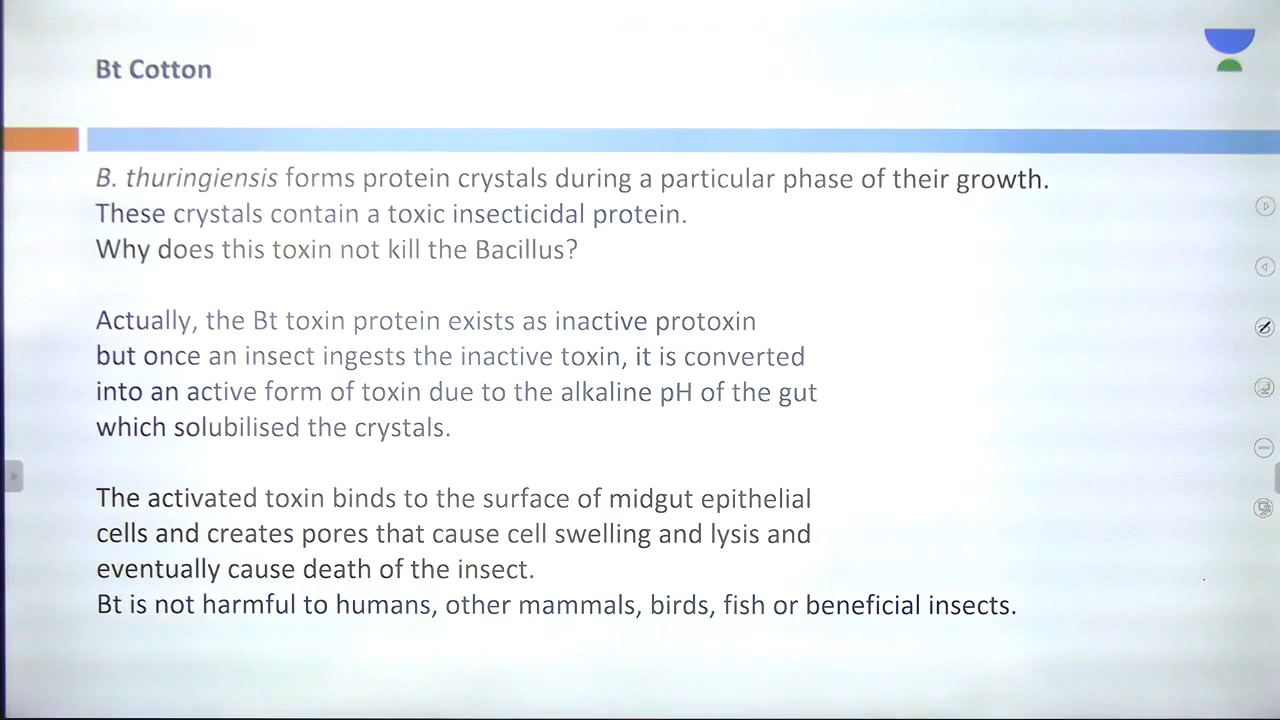 Bt Cotton
B. thuringiensis forms protein crystals during a particular phase of their growth.
These crystals contain a toxic insecticidal protein.
Why does this toxin not kill the Bacillus?
Actually, the Bt toxin protein exists as inactive protoxin
but once an insect ingests the inactive toxin, it is converted
into an active form of toxin due to the alkaline pH of the gut
which solubilised the crystals.
The activated toxin binds to the surface of midgut epithelial
cells and creates pores that cause cell swelling and lysis and
eventually cause death of the insect.
Bt is not harmful to humans, other mammals, birds, fish or beneficial insects.